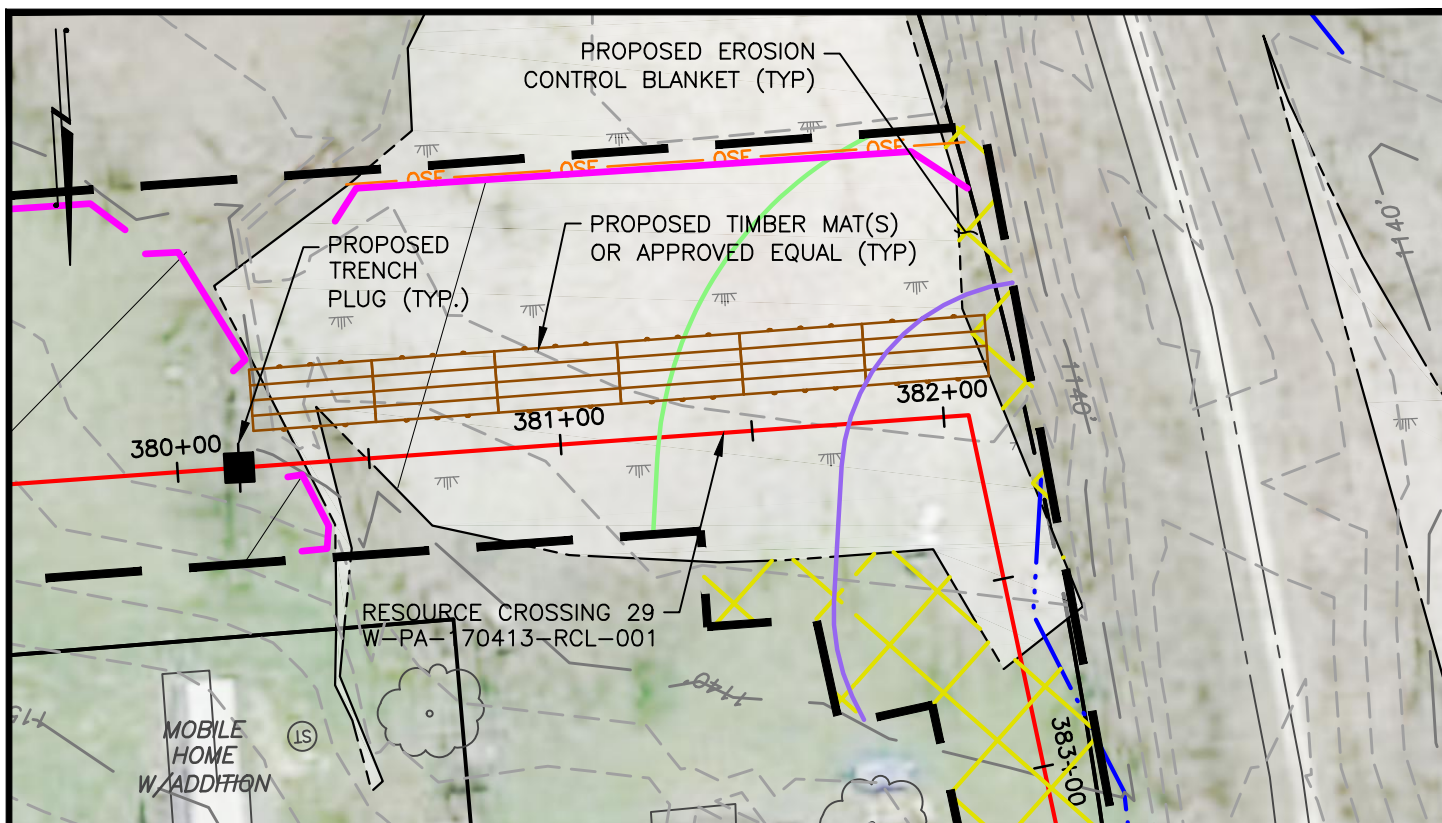 PROPOSED EROSION
CONTROL BLANKET (TYP)
OSF
OSF
OSF
OSF
PROPOSED
TRENCH
PLUG (TYP.)
PROPOSED TIMBER MAT(S)
OR APPROVED EQUAL (TYP)
1140'
1140'
380+00
381+00
382+00
383+00
RESOURCE CROSSING 29
W-PA-170413-RCL-001
1140'
MOBILE
HOME
W/ADDITION
ST